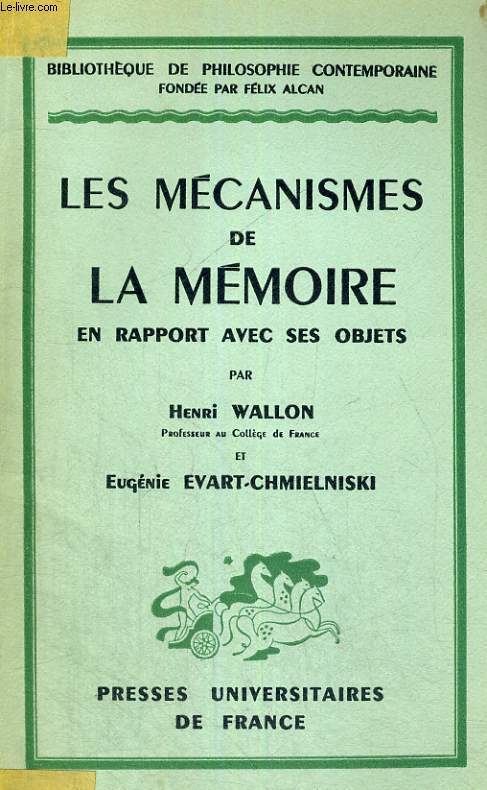 Le-livre.com
BIBLIOTHÈQUE DE PHILOSOPHIE CONTEMPORAINE
FONDÉE PAR FÉLIX ALCAN
LES MÉCANISMES
DE
LA MÉMOIRE
EN RAPPORT AVEC SES OBJETS
PAR
Henri WALLON
Professeur au Collège de France
ET
Eugénie EVART-CHMIELNISKI
PRESSES UNIVERSITAIRES
DE FRANCE